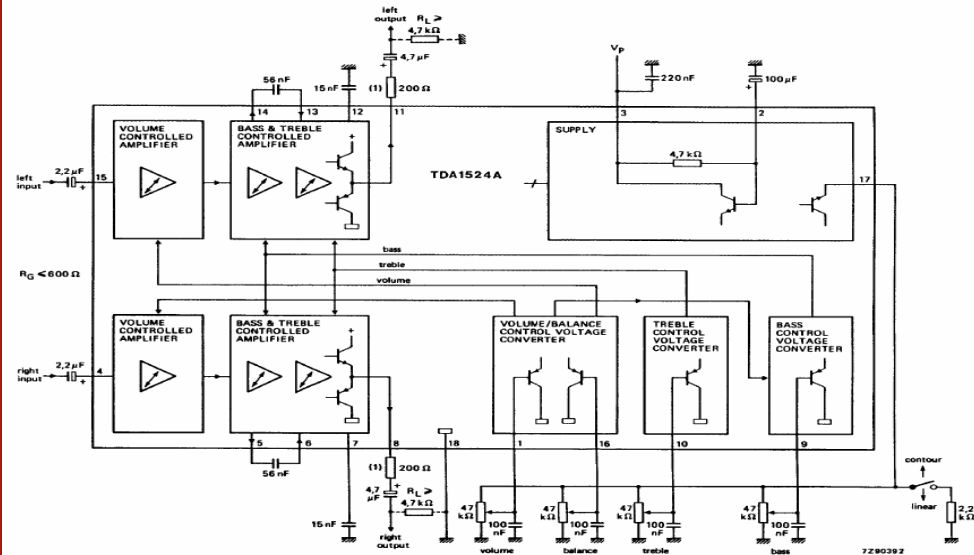 left
output
RL ≥
4,7 kΩ
4,7 µF
+
(1)
200 Ω
56 nF
15 nF
VP
220 nF
+
100 µF
14
13
12
11
3
2
VOLUME
CONTROLLED
AMPLIFIER
BASS & TREBLE
CONTROLLED
AMPLIFIER
+
SUPPLY
4,7 kΩ
TDA1524A
left
input
2,2 µF
+
15
17
RG ≤ 600 Ω
bass
treble
volume
VOLUME
CONTROLLED
AMPLIFIER
BASS & TREBLE
CONTROLLED
AMPLIFIER
+
VOLUME/BALANCE
CONTROL VOLTAGE
CONVERTER
TREBLE
CONTROL
VOLTAGE
CONVERTER
BASS
CONTROL
VOLTAGE
CONVERTER
right
input
2,2 µF
+
4
5
6
7
8
18
1
16
10
9
56 nF
(1)
200 Ω
4,7
µF
+
RL ≥
4,7 kΩ
15 nF
right
output
47
kΩ
100
nF
47
kΩ
100
nF
47
kΩ
100
nF
47
kΩ
100
nF
volume
balance
treble
bass
contour
linear
2,2
kΩ
7Z90392